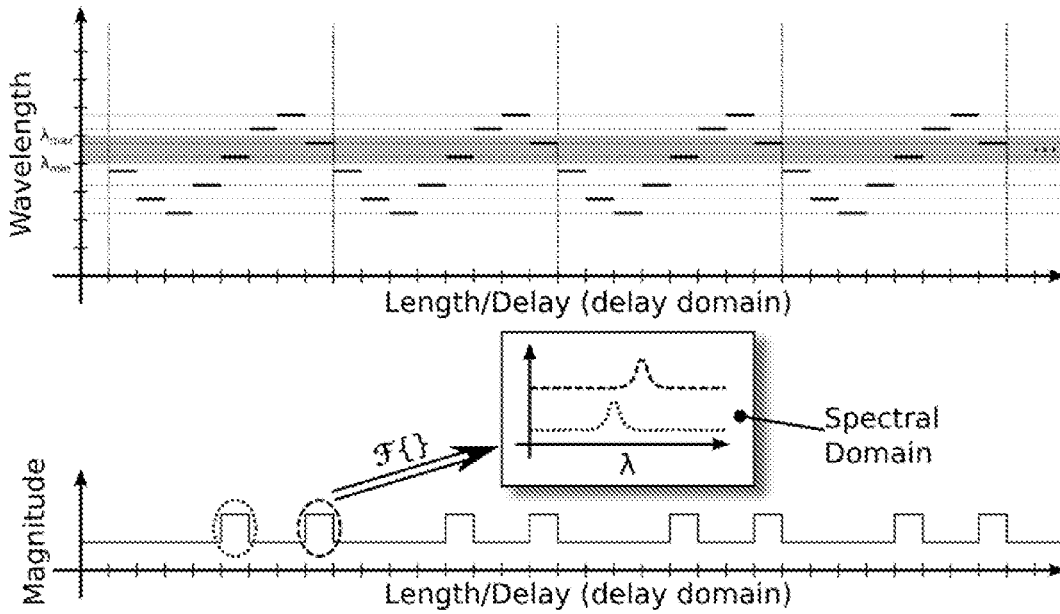 Wavelength
λmax
λmin
...
Length/Delay (delay domain)
ℱ{}
λ
Spectral
Domain
Magnitude
Length/Delay (delay domain)